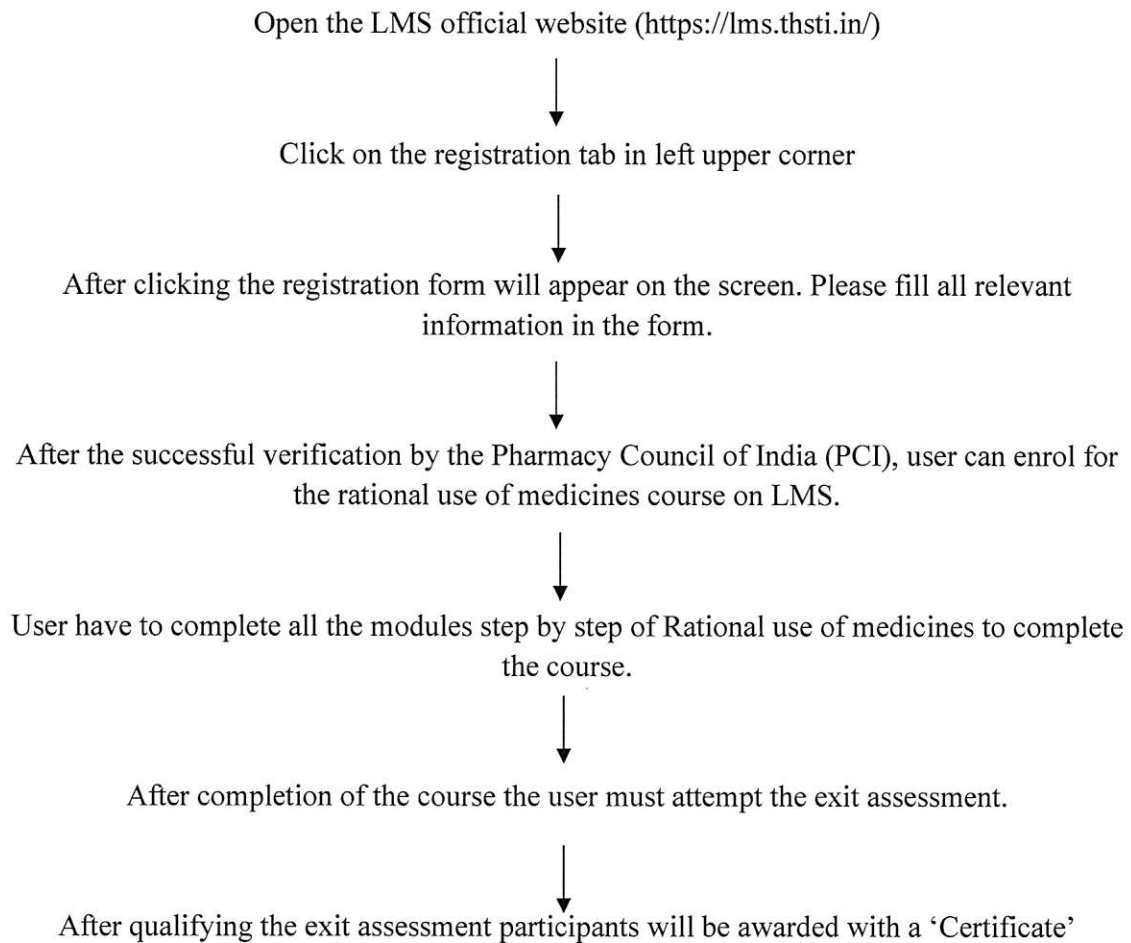 Open the LMS official website (https://lms.thsti.in/)
Click on the registration tab in left upper corner
After clicking the registration form will appear on the screen. Please fill all relevant
information in the form.
After the successful verification by the Pharmacy Council of India (PCI), user can enrol for
the rational use of medicines course on LMS.
User have to complete all the modules step by step of Rational use of medicines to complete
the course.
After completion of the course the user must attempt the exit assessment.
After qualifying the exit assessment participants will be awarded with a ‘Certificate’